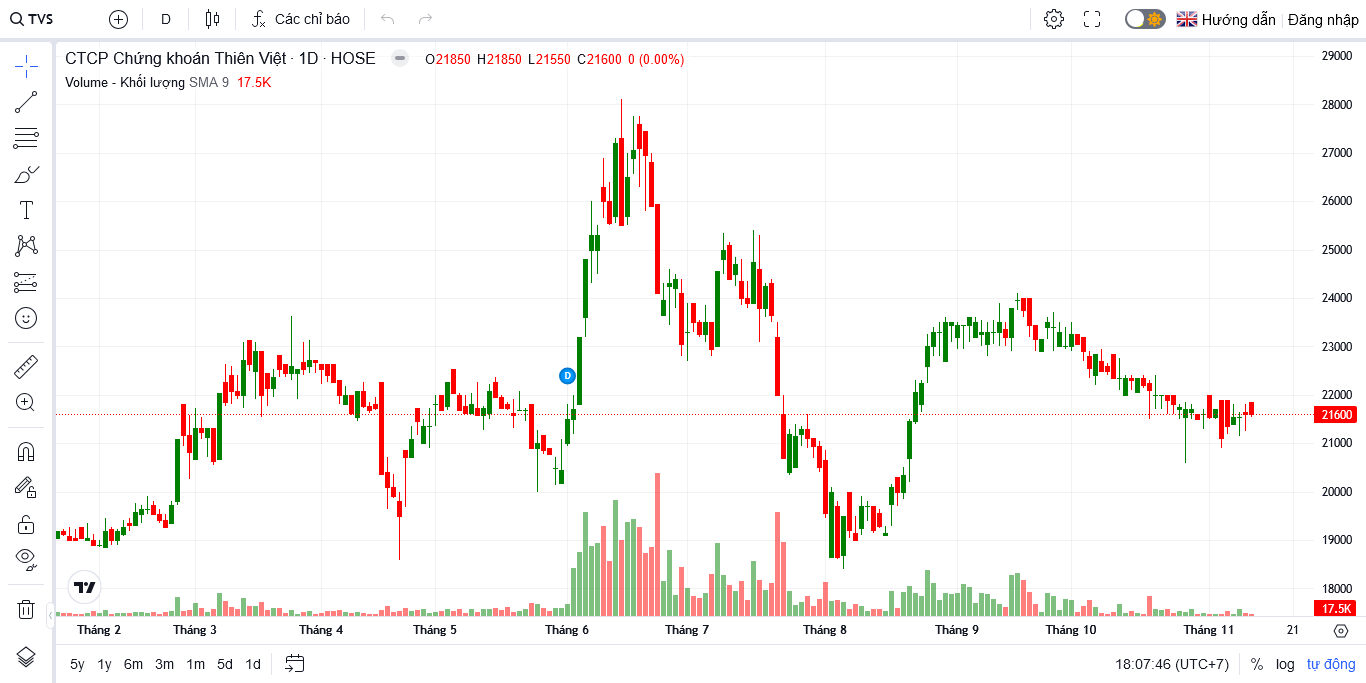 TVS D Các chỉ báo Hướng dẫn Đăng nhập
CTCP Chứng khoán Thiên Việt · 1D · HOSE O21850 H21850 L21550 C21600 0 (0.00%)
Volume - Khối lượng SMA 9 17.5K
29000
28000
27000
26000
25000
24000
23000
22000
21600
21000
20000
19000
18000
17.5K
D
Tháng 2 Tháng 3 Tháng 4 Tháng 5 Tháng 6 Tháng 7 Tháng 8 Tháng 9 Tháng 10 Tháng 11 21
5y 1y 6m 3m 1m 5d 1d 18:07:46 (UTC+7) % log tự động